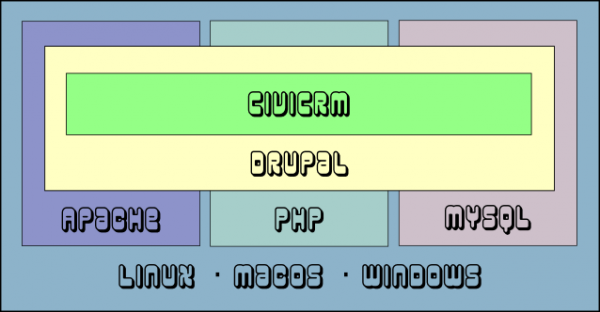 CIVICRM
DRUPAL
APACHE PHP MYSQL
LINUX · MACOS · WINDOWS